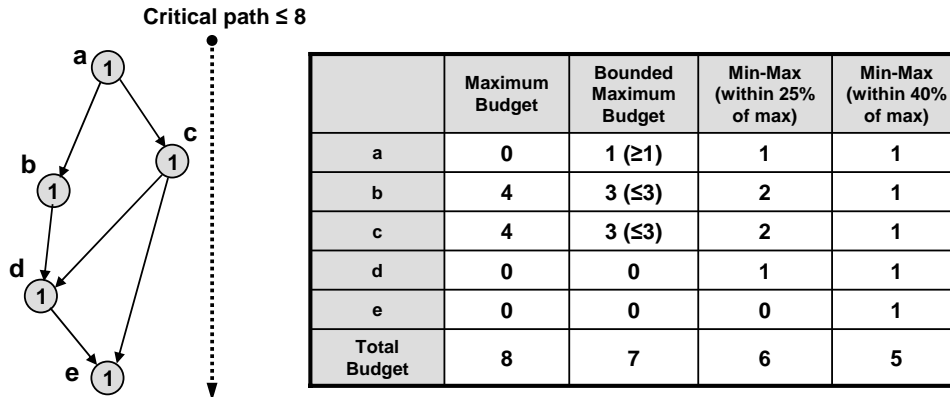 Critical path ≤ 8
a
1
c
1
b
1
d
1
e
1
Maximum Budget
Bounded Maximum Budget
Min-Max (within 25% of max)
Min-Max (within 40% of max)
a 0 1 (≥1) 1 1
b 4 3 (≤3) 2 1
c 4 3 (≤3) 2 1
d 0 0 1 1
e 0 0 0 1
Total Budget 8 7 6 5